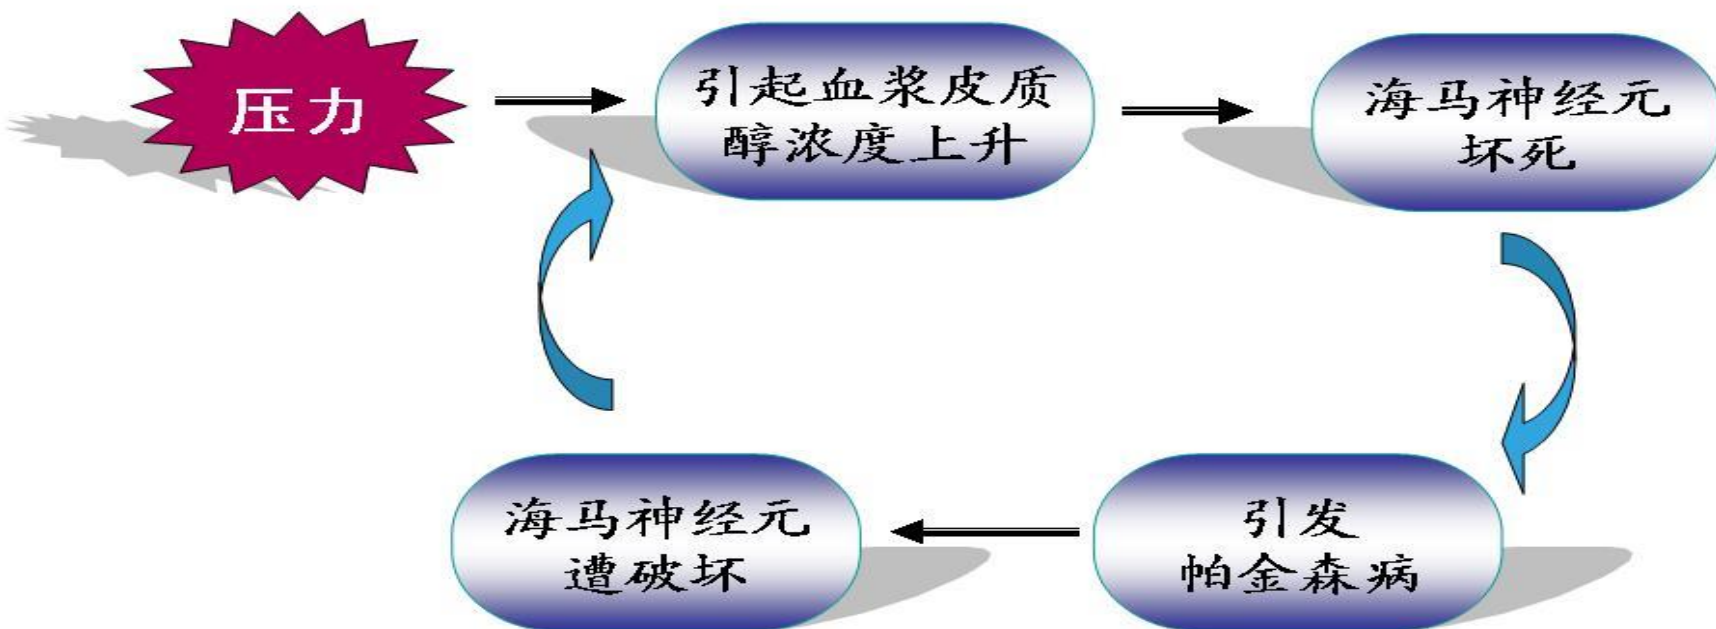 压力
引起血浆皮质
醇浓度上升
海马神经元
坏死
海马神经元
遭破坏
引发
帕金森病